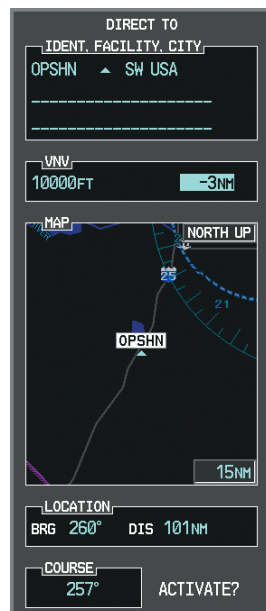 DIRECT TO
IDENT, FACILITY, CITY
OPSHN SW USA
VNV
10000FT -3NM
MAP
NORTH UP
25
21
OPSHN
15NM
LOCATION
BRG 260° DIS 101NM
COURSE
257° ACTIVATE?